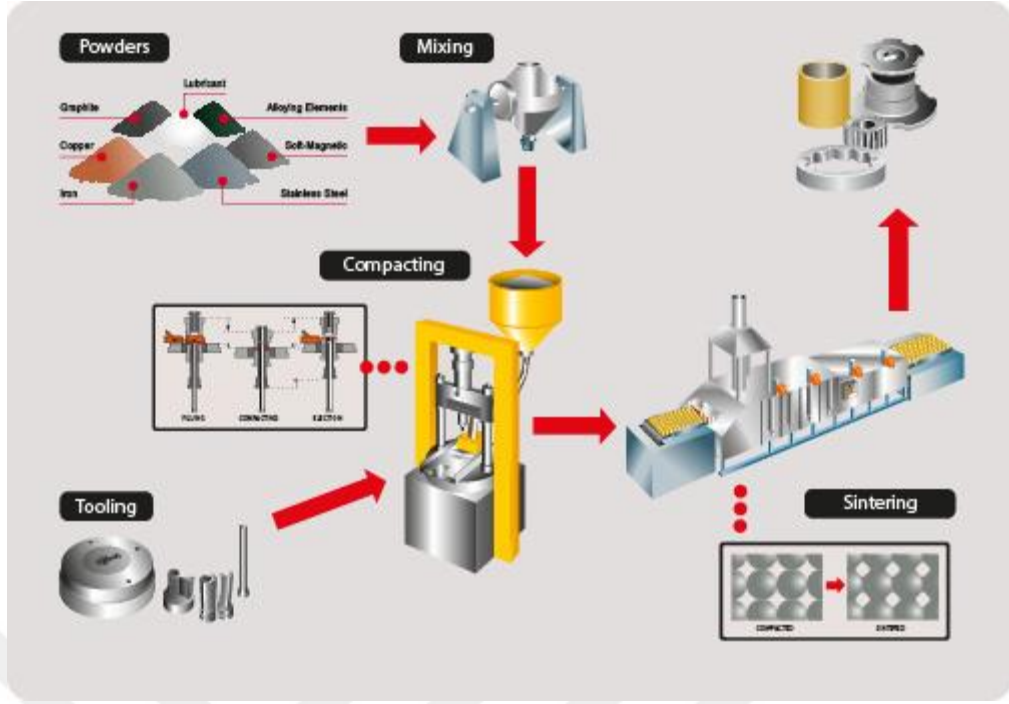 Powders
Mixing
Lubricant
Graphite
Alloying Elements
Copper
Soft-Magnetic
Iron
Stainless Steel
Compacting
FILLING
COMPACTING
EJECTION
Tooling
Sintering
COMPACTED
SINTERED